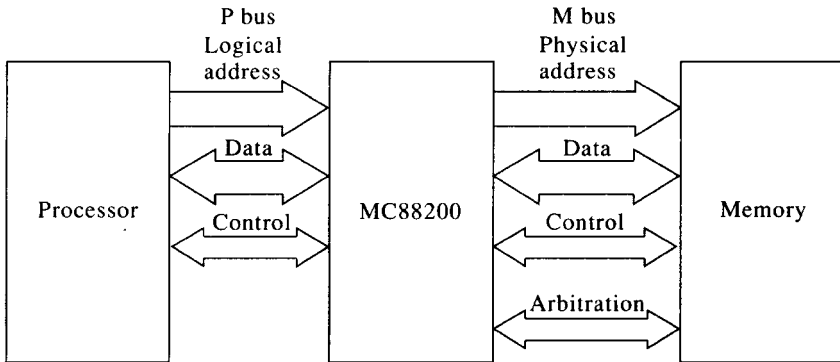 P bus
Logical
address
M bus
Physical
address
Data
Data
Processor
MC88200
Memory
Control
Control
Arbitration